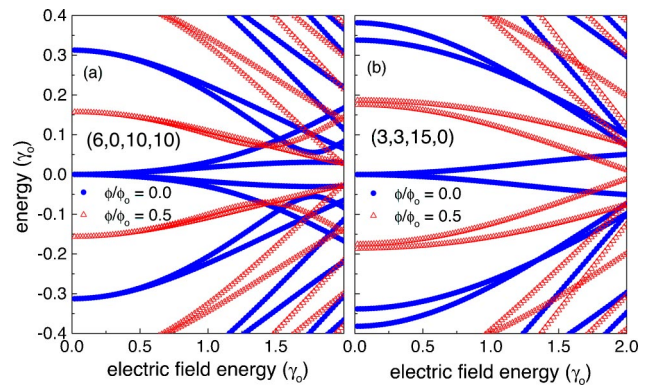 0.4
0.3
0.2
0.1
0.0
-0.1
-0.2
-0.3
-0.4
energy (γₒ)
(a)
(6,0,10,10)
ϕ/ϕₒ = 0.0
ϕ/ϕₒ = 0.5
0.0 0.5 1.0 1.5
electric field energy (γₒ)
(b)
(3,3,15,0)
ϕ/ϕₒ = 0.0
ϕ/ϕₒ = 0.5
0.0 0.5 1.0 1.5 2.0
electric field energy (γₒ)